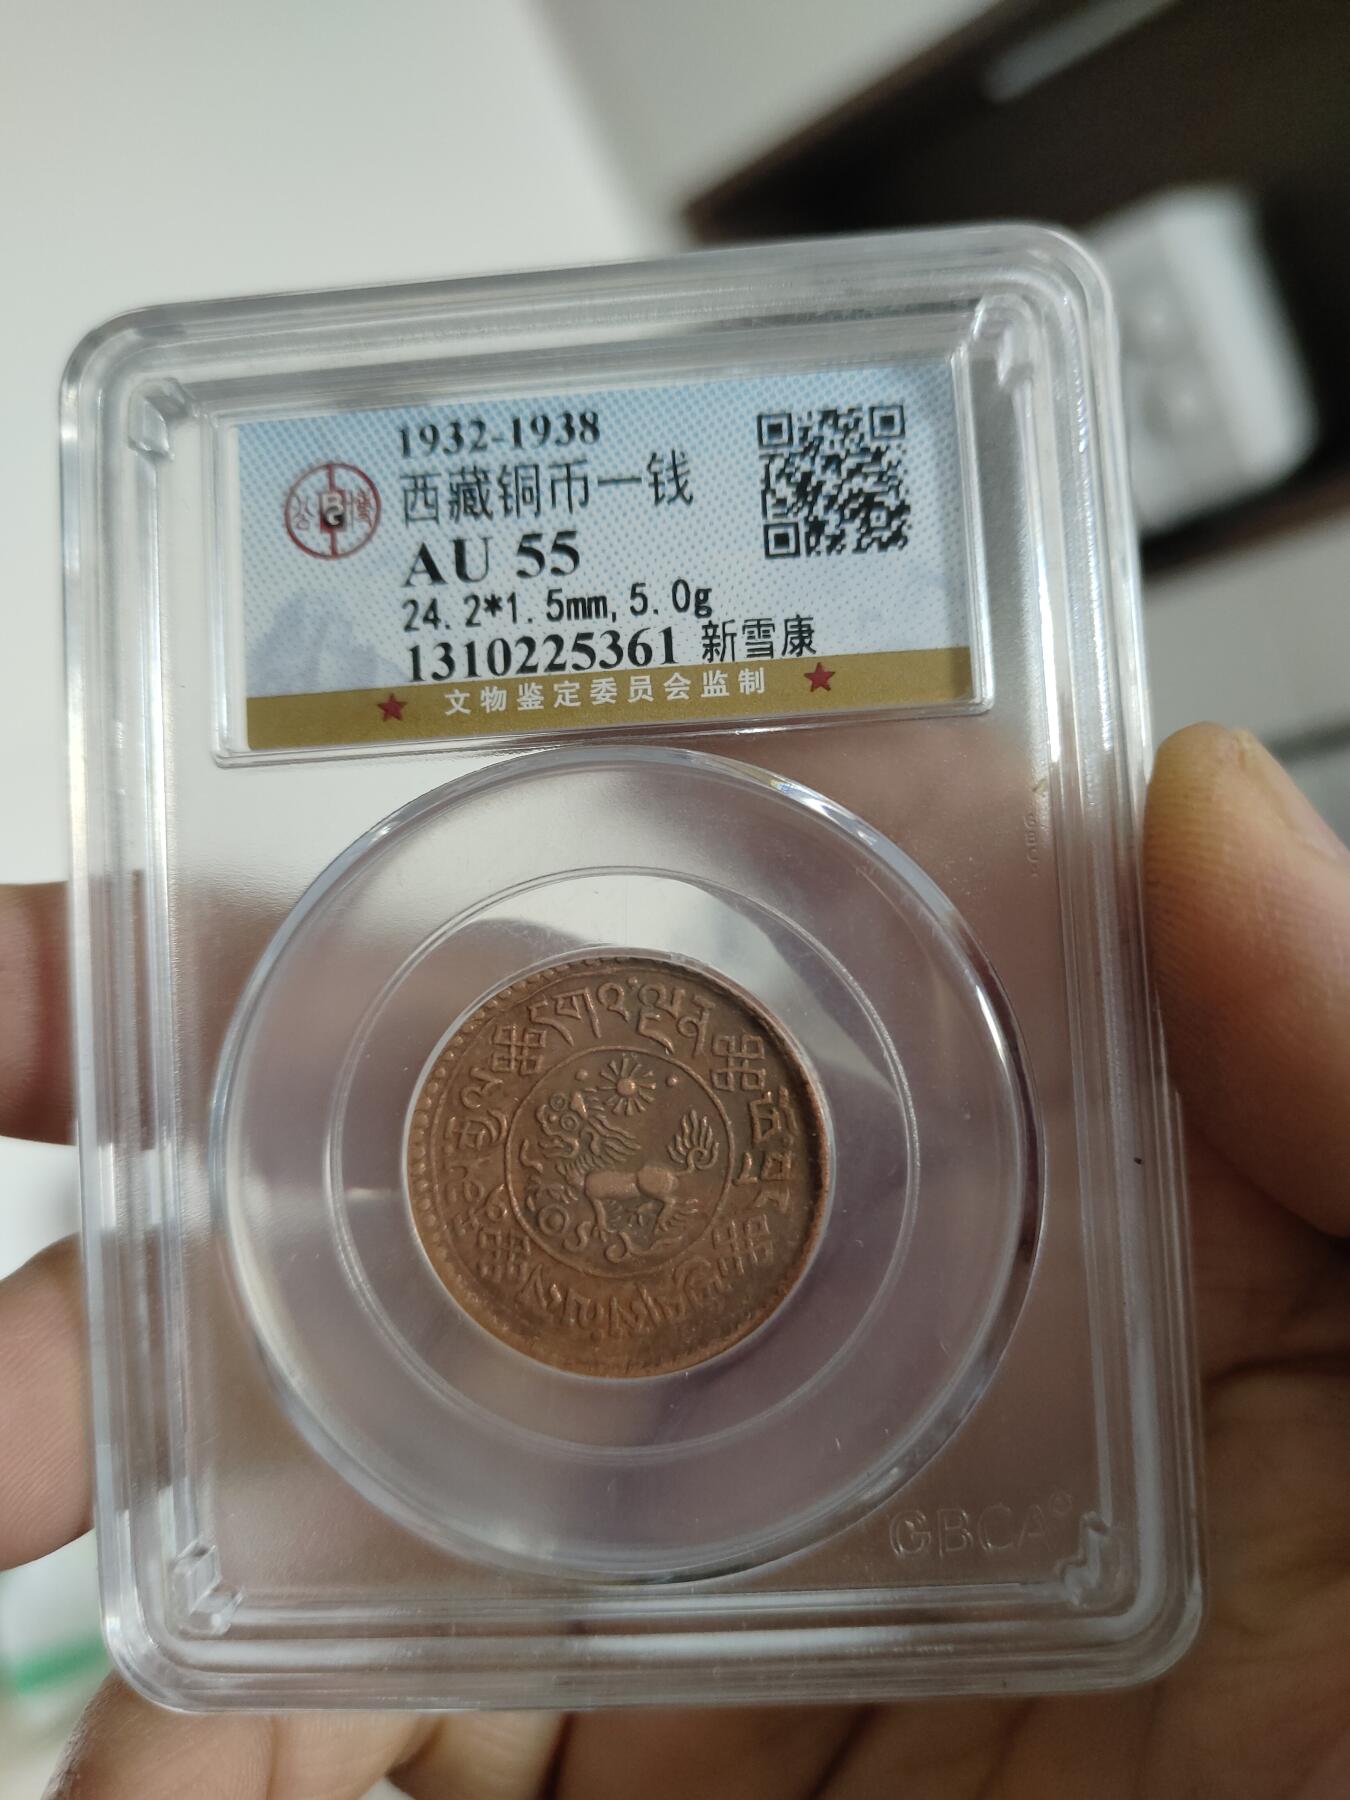 1932-1938
西藏铜币一钱
AU 55
24.2*1.5mm,5.0g
1310225361 新雪康
文物鉴定委员会监制
GBCA